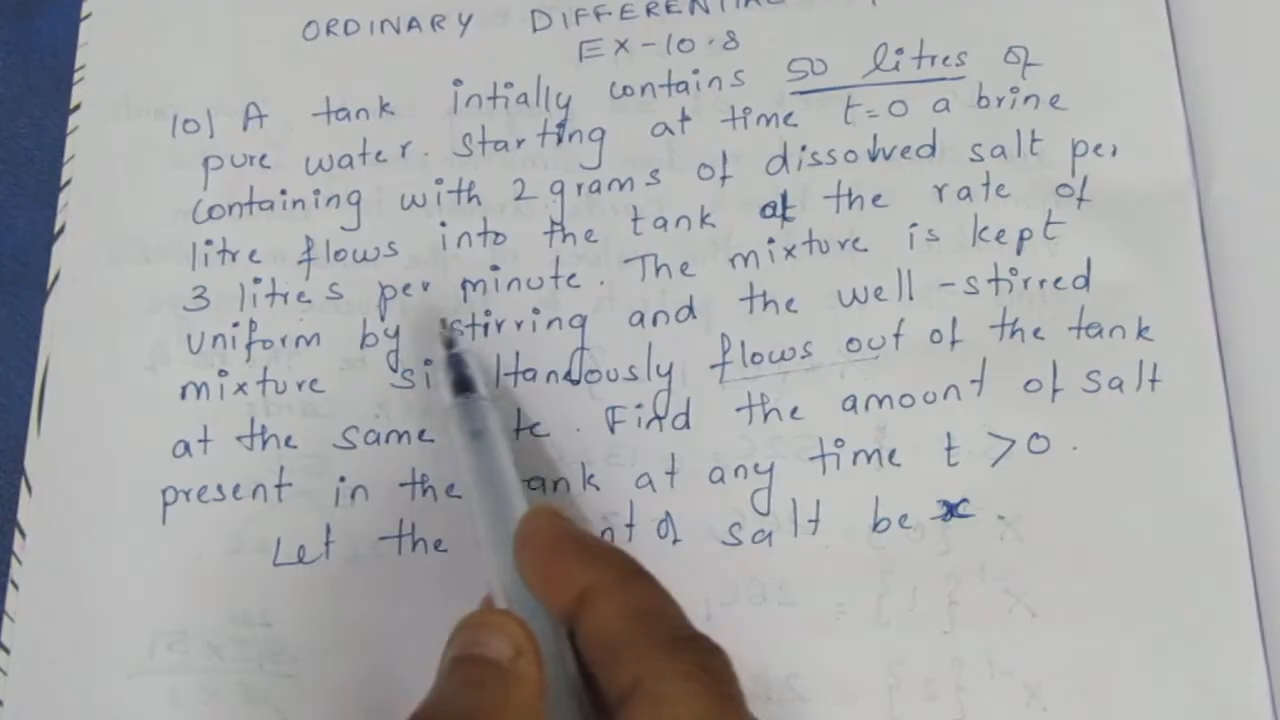 ORDINARY DIFFERENTIAL
EX-10.8
10) A tank intially contains 50 litres of
pure water. Starting at time t=0 a brine
containing with 2 grams of dissolved salt per
litre flows into the tank at the rate of
3 litres per minute. The mixture is kept
uniform by stirring and the well-stirred
mixture flows out of the tank
at the same Find the amount of salt
present in the at any time t>0.
Let the salt be x.